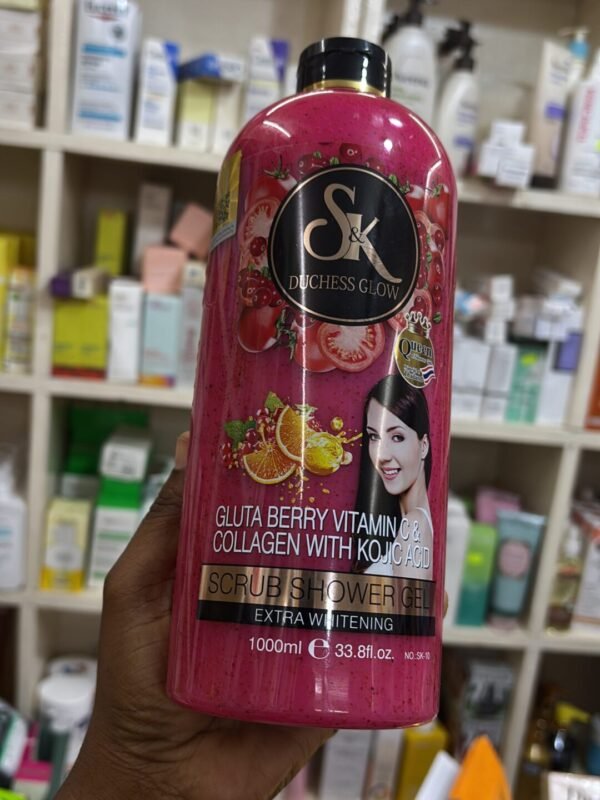 S&K
DUCHESS GLOW
Queen
GLUTA BERRY VITAMIN C &
COLLAGEN WITH KOJIC ACID
SCRUB SHOWER GEL
EXTRA WHITENING
1000ml e 33.8fl.oz.
NO.:SK-10